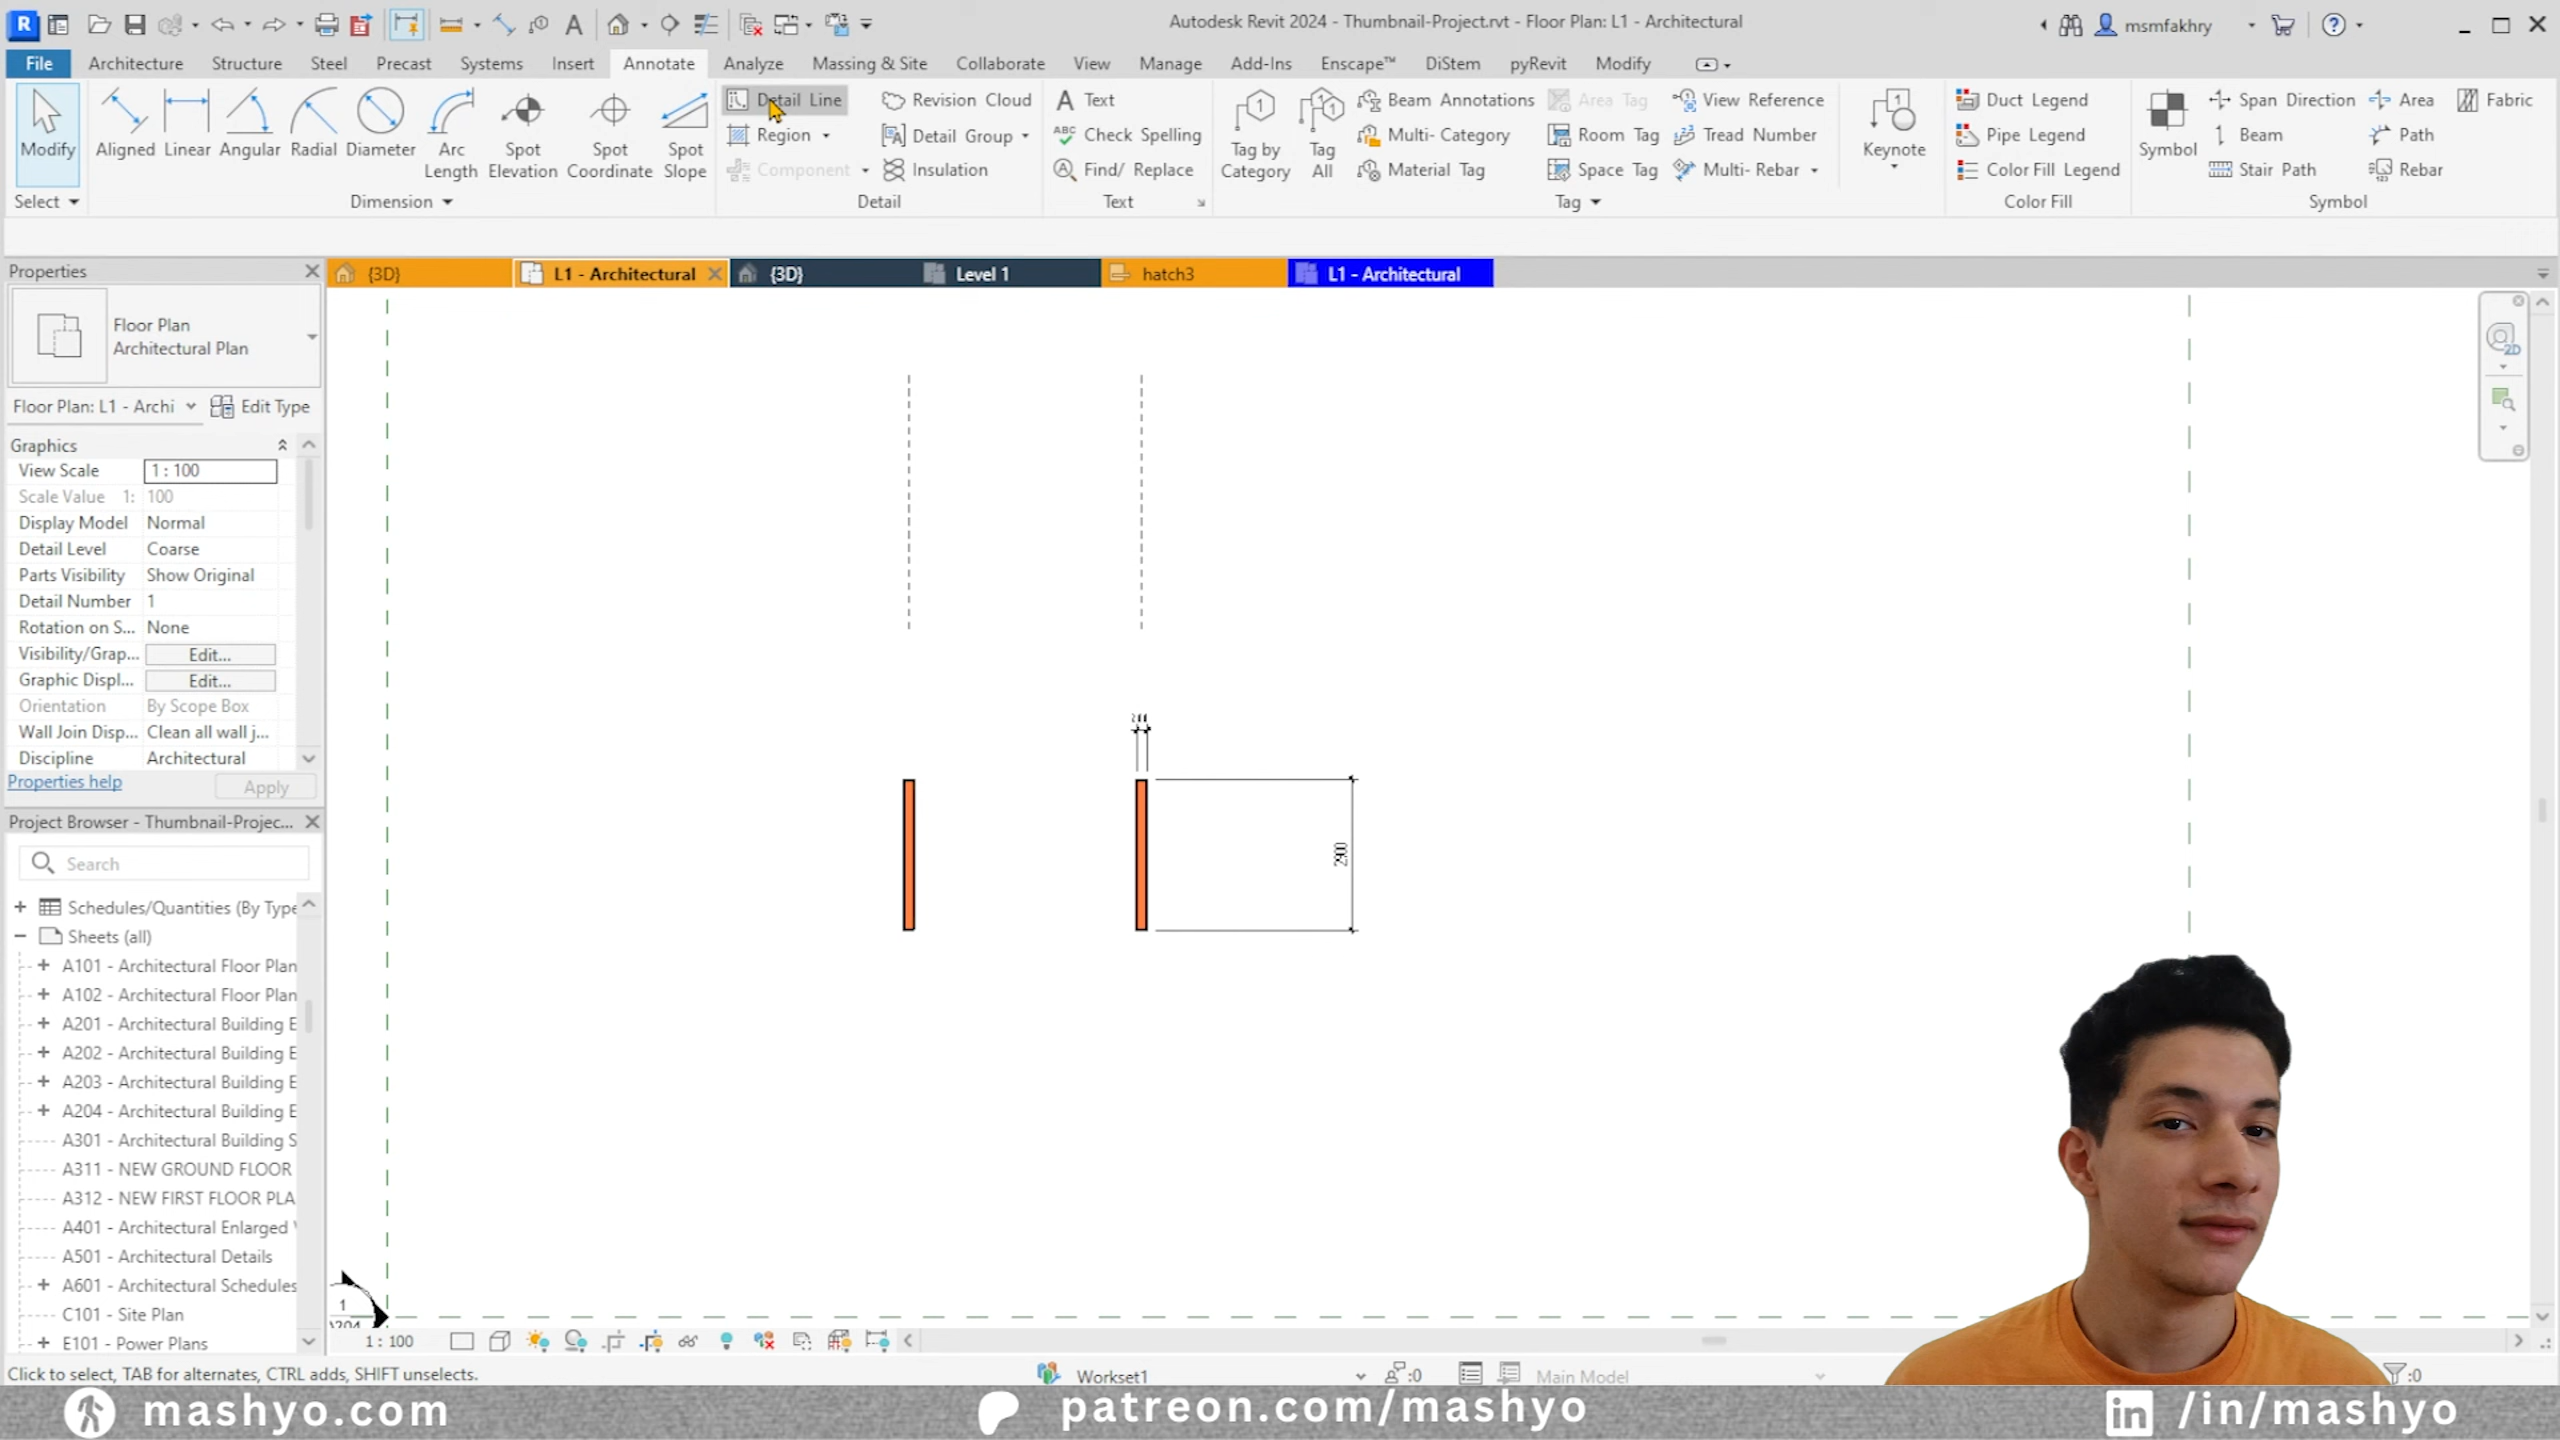 Autodesk Revit 2024 - Thumbnail-Project.rvt - Floor Plan: L1 - Architectural
msmfakhry
File Architecture Structure Steel Precast Systems Insert Annotate Analyze Massing & Site Collaborate View Manage Add-Ins Enscape™ DiStem pyRevit Modify
Modify
Select
Aligned Linear Angular Radial Diameter Arc Length Spot Elevation Spot Coordinate Spot Slope
Dimension
Detail Line Revision Cloud
Region Detail Group
Component Insulation
Detail
Text
Check Spelling
Find/ Replace
Text
Tag by Category Tag All
Beam Annotations Area Tag View Reference
Multi- Category Room Tag Tread Number
Material Tag Space Tag Multi- Rebar
Tag
Keynote
Duct Legend
Pipe Legend
Color Fill Legend
Color Fill
Symbol
Span Direction Area Fabric
Beam Path
Stair Path Rebar
Symbol
Properties
{3D} L1 - Architectural {3D} Level 1 hatch3 L1 - Architectural
Floor Plan
Architectural Plan
Floor Plan: L1 - Archi Edit Type
Graphics
View Scale 1 : 100
Scale Value 1: 100
Display Model Normal
Detail Level Coarse
Parts Visibility Show Original
Detail Number 1
Rotation on S... None
Visibility/Grap... Edit...
Graphic Displ... Edit...
Orientation By Scope Box
Wall Join Disp... Clean all wall j...
Discipline Architectural
Properties help Apply
Project Browser - Thumbnail-Projec...
Search
Schedules/Quantities (By Type
Sheets (all)
A101 - Architectural Floor Plan
A102 - Architectural Floor Plan
A201 - Architectural Building E
A202 - Architectural Building E
A203 - Architectural Building E
A204 - Architectural Building E
A301 - Architectural Building S
A311 - NEW GROUND FLOOR
A312 - NEW FIRST FLOOR PLA
A401 - Architectural Enlarged
A501 - Architectural Details
A601 - Architectural Schedules
C101 - Site Plan
E101 - Power Plans
2900
1
1 : 100
Click to select, TAB for alternates, CTRL adds, SHIFT unselects.
Workset1
:0
Main Model
:0
mashyo.com
patreon.com/mashyo
in /in/mashyo